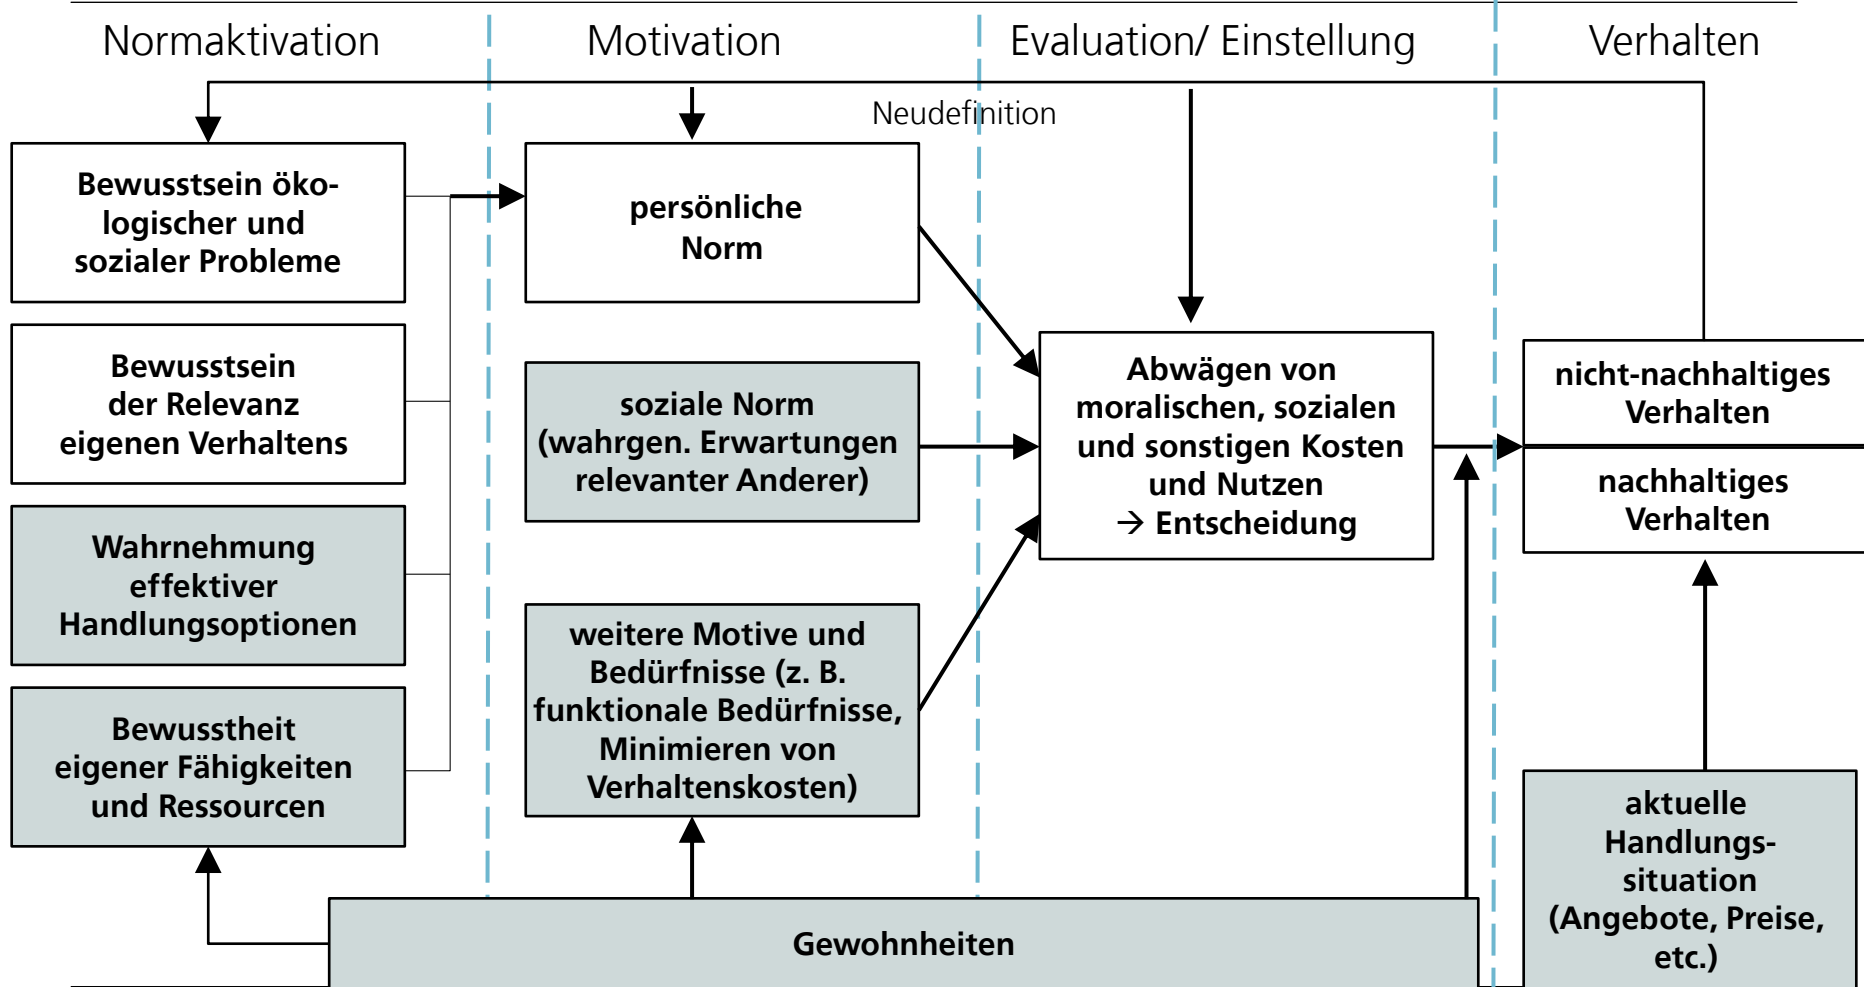 Normaktivation
Motivation
Evaluation/ Einstellung
Verhalten
Neudefinition
Bewusstsein öko-
logischer und
sozialer Probleme
Bewusstsein
der Relevanz
eigenen Verhaltens
Wahrnehmung
effektiver
Handlungsoptionen
Bewusstheit
eigener Fähigkeiten
und Ressourcen
persönliche
Norm
soziale Norm
(wahrgen. Erwartungen
relevanter Anderer)
weitere Motive und
Bedürfnisse (z. B.
funktionale Bedürfnisse,
Minimieren von
Verhaltenskosten)
Abwägen von
moralischen, sozialen
und sonstigen Kosten
und Nutzen
→ Entscheidung
nicht-nachhaltiges
Verhalten
nachhaltiges
Verhalten
aktuelle
Handlungs-
situation
(Angebote, Preise,
etc.)
Gewohnheiten